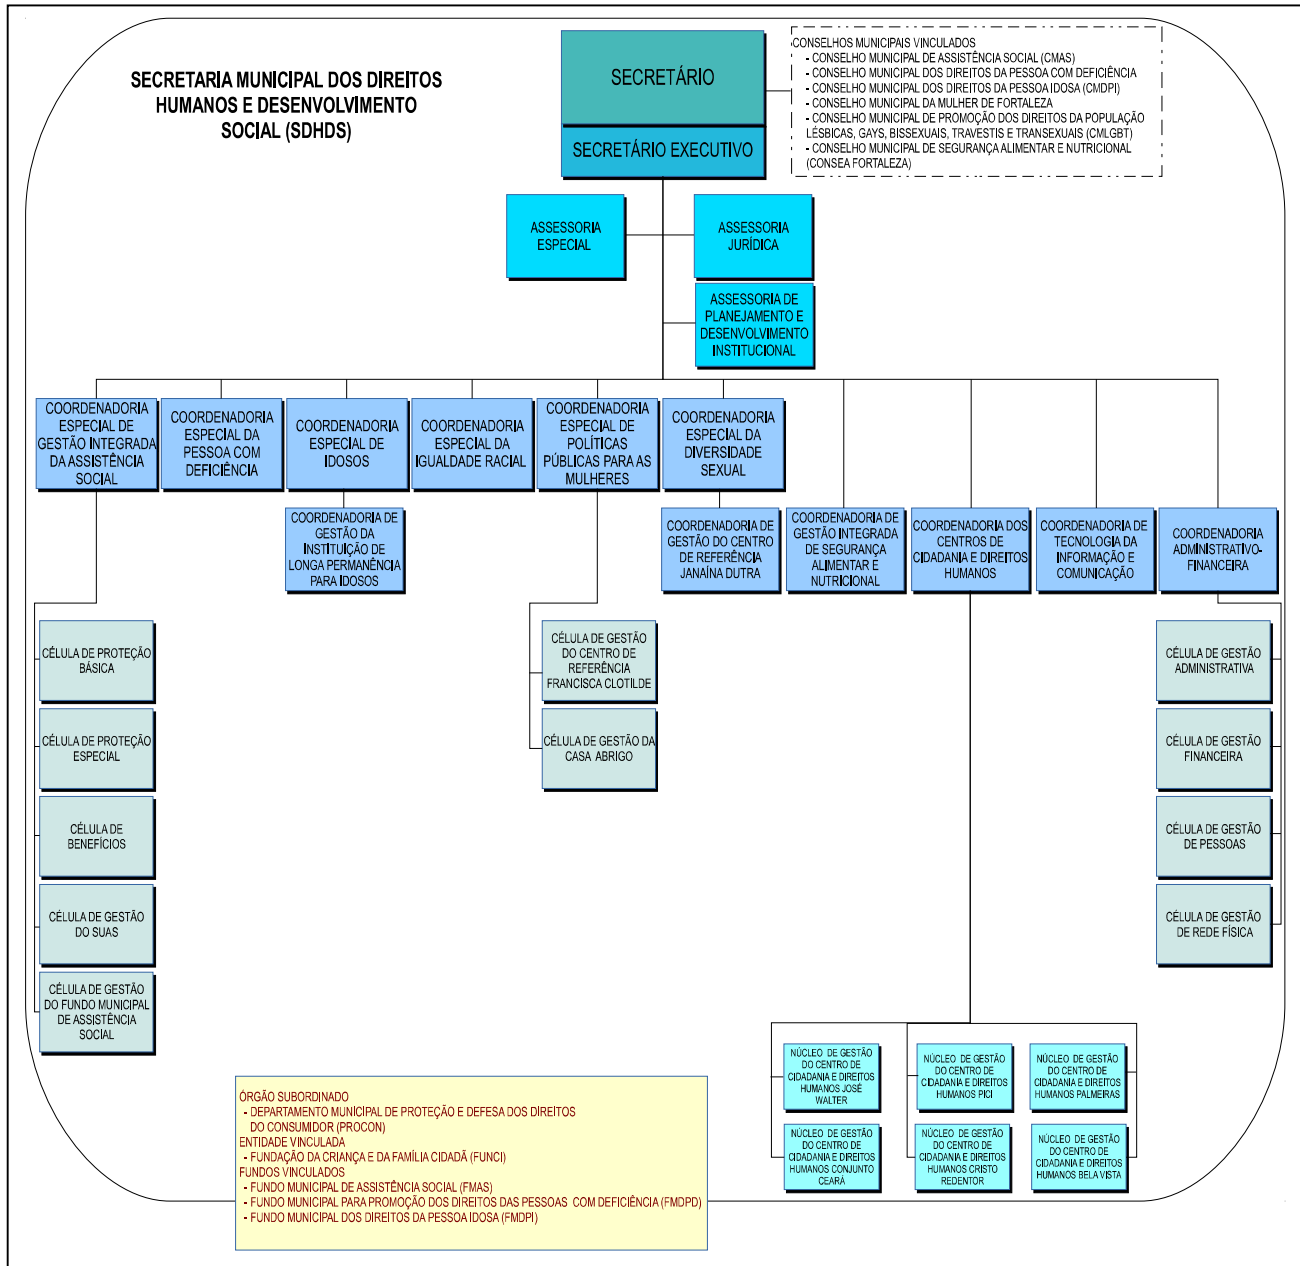 SECRETARIA MUNICIPAL DOS DIREITOS
HUMANOS E DESENVOLVIMENTO
SOCIAL (SDHDS)
SECRETÁRIO
SECRETÁRIO EXECUTIVO
CONSELHOS MUNICIPAIS VINCULADOS
- CONSELHO MUNICIPAL DE ASSISTÊNCIA SOCIAL (CMAS)
- CONSELHO MUNICIPAL DOS DIREITOS DA PESSOA COM DEFICIÊNCIA
- CONSELHO MUNICIPAL DOS DIREITOS DA PESSOA IDOSA (CMDPI)
- CONSELHO MUNICIPAL DA MULHER DE FORTALEZA
- CONSELHO MUNICIPAL DE PROMOÇÃO DOS DIREITOS DA POPULAÇÃO
LÉSBICAS, GAYS, BISSEXUAIS, TRAVESTIS E TRANSEXUAIS (CMLGBT)
- CONSELHO MUNICIPAL DE SEGURANÇA ALIMENTAR E NUTRICIONAL
(CONSEA FORTALEZA)
ASSESSORIA
ESPECIAL
ASSESSORIA
JURÍDICA
ASSESSORIA DE
PLANEJAMENTO E
DESENVOLVIMENTO
INSTITUCIONAL
COORDENADORIA
ESPECIAL DE
GESTÃO INTEGRADA
DA ASSISTÊNCIA
SOCIAL
COORDENADORIA
ESPECIAL DA
PESSOA COM
DEFICIÊNCIA
COORDENADORIA
ESPECIAL DE
IDOSOS
COORDENADORIA
ESPECIAL DA
IGUALDADE RACIAL
COORDENADORIA
ESPECIAL DE
POLÍTICAS
PÚBLICAS PARA AS
MULHERES
COORDENADORIA
ESPECIAL DA
DIVERSIDADE
SEXUAL
COORDENADORIA DE
GESTÃO DA
INSTITUIÇÃO DE
LONGA PERMANÊNCIA
PARA IDOSOS
COORDENADORIA DE
GESTÃO DO CENTRO
DE REFERÊNCIA
JANAÍNA DUTRA
COORDENADORIA DE
GESTÃO INTEGRADA
DE SEGURANÇA
ALIMENTAR E
NUTRICIONAL
COORDENADORIA DOS
CENTROS DE
CIDADANIA E DIREITOS
HUMANOS
COORDENADORIA DE
TECNOLOGIA DA
INFORMAÇÃO E
COMUNICAÇÃO
COORDENADORIA
ADMINISTRATIVO-
FINANCEIRA
CÉLULA DE PROTEÇÃO
BÁSICA
CÉLULA DE PROTEÇÃO
ESPECIAL
CÉLULA DE
BENEFÍCIOS
CÉLULA DE GESTÃO
DO SUAS
CÉLULA DE GESTÃO
DO FUNDO MUNICIPAL
DE ASSISTÊNCIA
SOCIAL
CÉLULA DE GESTÃO
DO CENTRO DE
REFERÊNCIA
FRANCISCA CLOTILDE
CÉLULA DE GESTÃO DA
CASA ABRIGO
CÉLULA DE GESTÃO
ADMINISTRATIVA
CÉLULA DE GESTÃO
FINANCEIRA
CÉLULA DE GESTÃO
DE PESSOAS
CÉLULA DE GESTÃO
DE REDE FÍSICA
NÚCLEO DE GESTÃO
DO CENTRO DE
CIDADANIA E DIREITOS
HUMANOS JOSÉ
WALTER
NÚCLEO DE GESTÃO
DO CENTRO DE
CIDADANIA E DIREITOS
HUMANOS PICI
NÚCLEO DE GESTÃO
DO CENTRO DE
CIDADANIA E DIREITOS
HUMANOS PALMEIRAS
NÚCLEO DE GESTÃO
DO CENTRO DE
CIDADANIA E DIREITOS
HUMANOS CONJUNTO
CEARÁ
NÚCLEO DE GESTÃO
DO CENTRO DE
CIDADANIA E DIREITOS
HUMANOS CRISTO
REDENTOR
NÚCLEO DE GESTÃO
DO CENTRO DE
CIDADANIA E DIREITOS
HUMANOS BELA VISTA
ÓRGÃO SUBORDINADO
- DEPARTAMENTO MUNICIPAL DE PROTEÇÃO E DEFESA DOS DIREITOS
DO CONSUMIDOR (PROCON)
ENTIDADE VINCULADA
- FUNDAÇÃO DA CRIANÇA E DA FAMÍLIA CIDADÃ (FUNCI)
FUNDOS VINCULADOS
- FUNDO MUNICIPAL DE ASSISTÊNCIA SOCIAL (FMAS)
- FUNDO MUNICIPAL PARA PROMOÇÃO DOS DIREITOS DAS PESSOAS COM DEFICIÊNCIA (FMDPD)
- FUNDO MUNICIPAL DOS DIREITOS DA PESSOA IDOSA (FMDPI)